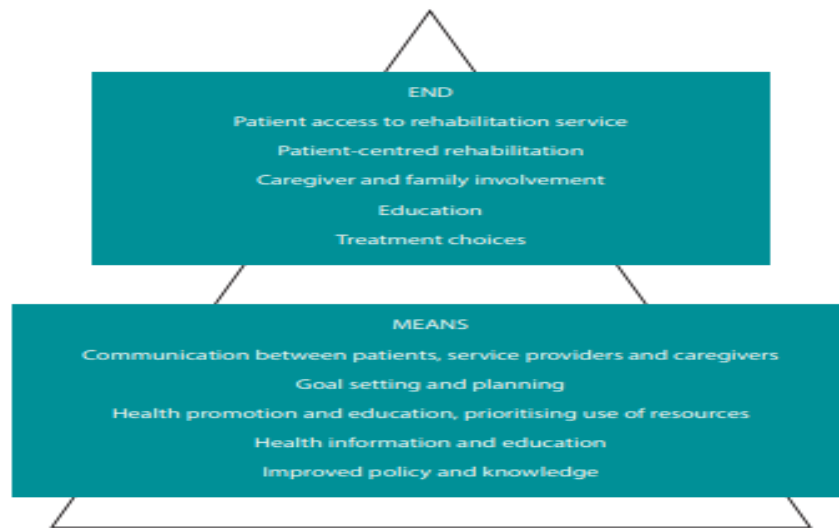 END
Patient access to rehabilitation service
Patient-centred rehabilitation
Caregiver and family involvement
Education
Treatment choices
MEANS
Communication between patients, service providers and caregivers
Goal setting and planning
Health promotion and education, prioritising use of resources
Health information and education
Improved policy and knowledge